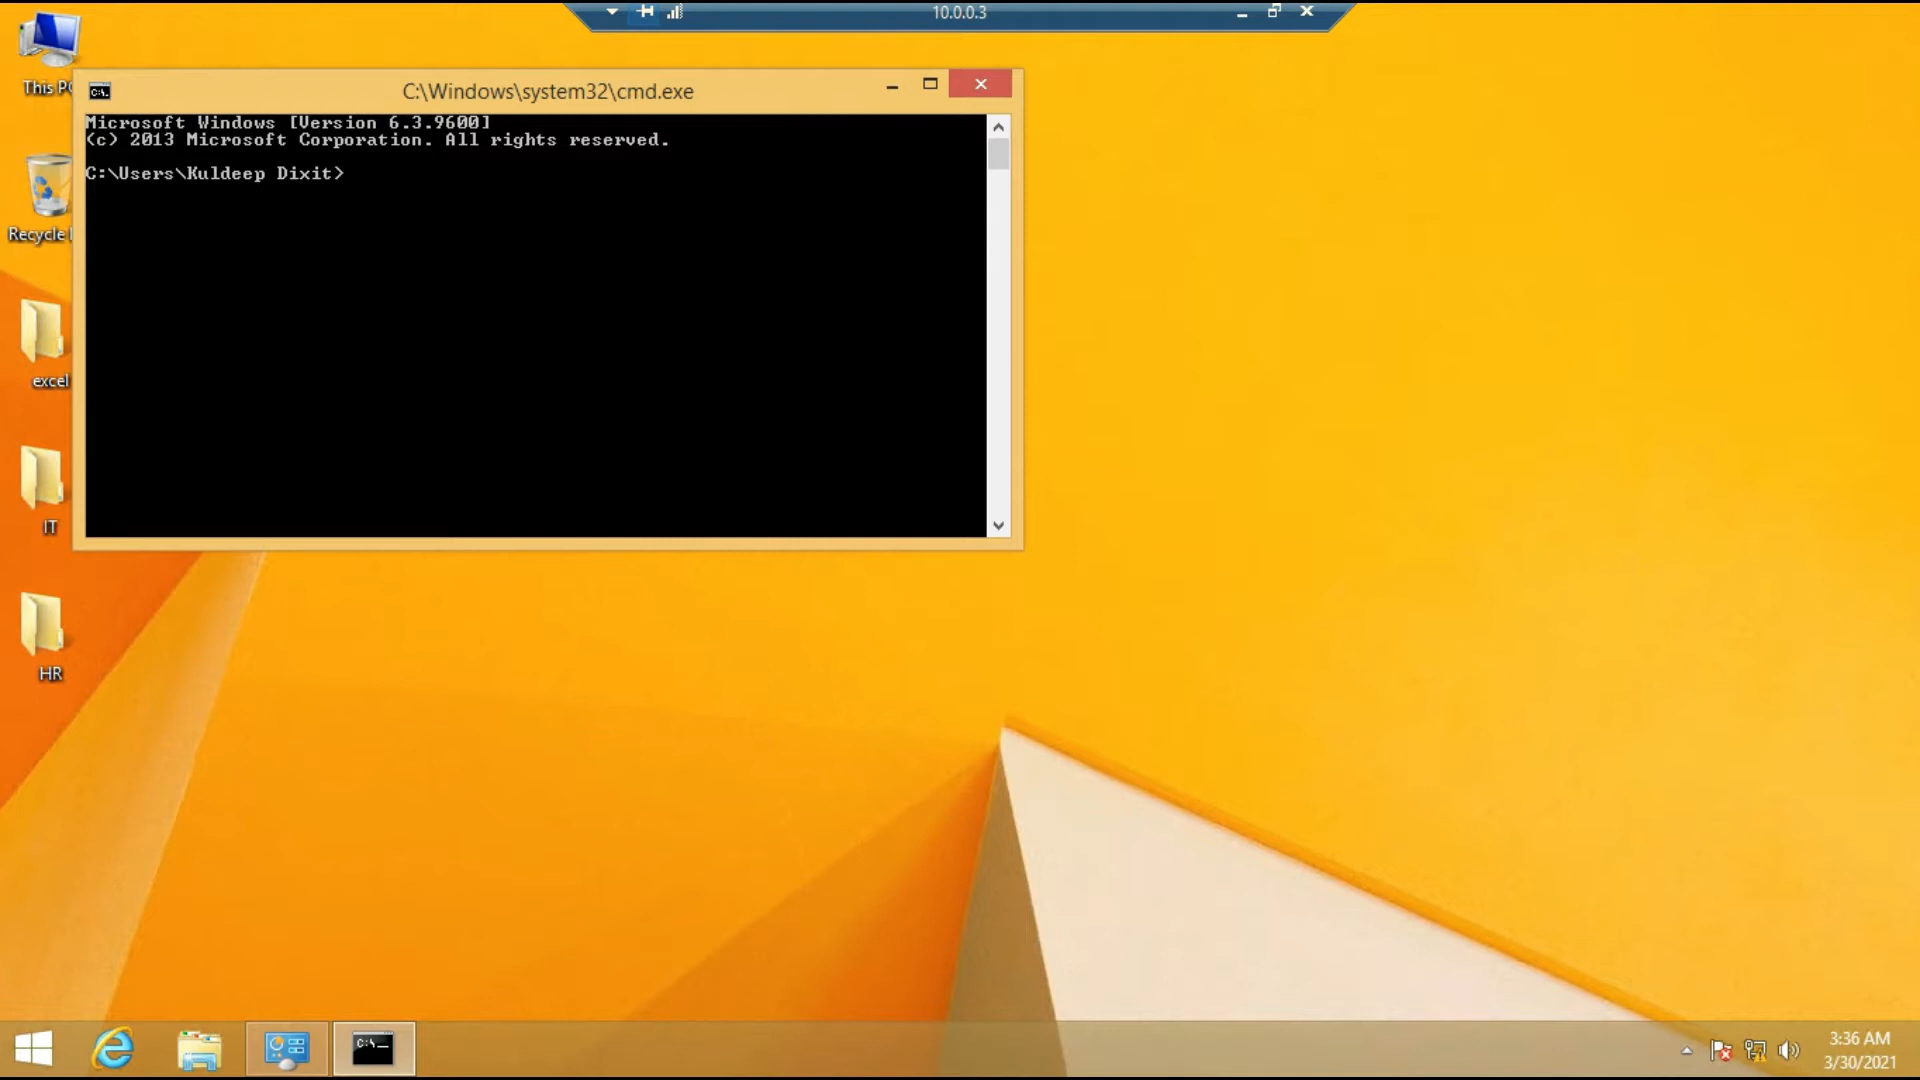 10.0.0.3
This PC
C:\Windows\system32\cmd.exe
Microsoft Windows [Version 6.3.9600]
(c) 2013 Microsoft Corporation. All rights reserved.
C:\Users\Kuldeep Dixit>
Recycle
excel
IT
HR
3:36 AM
3/30/2021